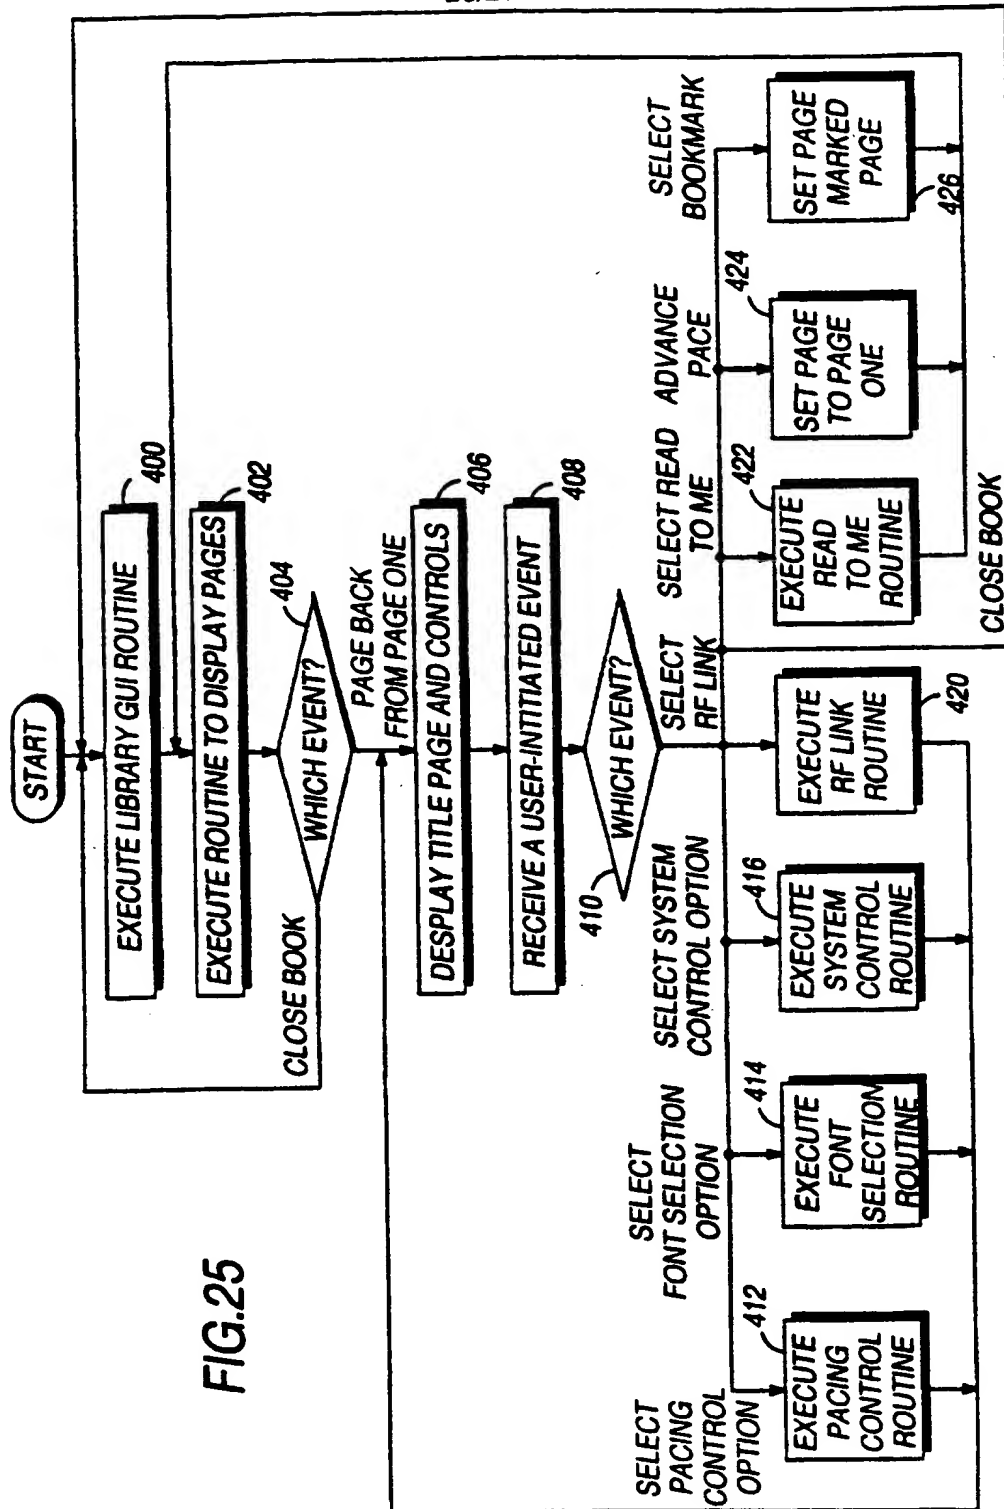 FIG.25
START
EXECUTE LIBRARY GUI ROUTINE
400
EXECUTE ROUTINE TO DISPLAY PAGES
402
WHICH EVENT?
404
CLOSE BOOK
PAGE BACK
FROM PAGE ONE
DESPLAY TITLE PAGE AND CONTROLS
406
RECEIVE A USER-INTITIATED EVENT
408
WHICH EVENT?
410
SELECT
PACING
CONTROL
OPTION
SELECT
FONT SELECTION
OPTION
SELECT SYSTEM
CONTROL OPTION
SELECT
RF LINK
SELECT READ
TO ME
ADVANCE
PACE
SELECT
BOOKMARK
412
EXECUTE
PACING
CONTROL
ROUTINE
414
EXECUTE
FONT
SELECTION
ROUTINE
416
EXECUTE
SYSTEM
CONTROL
ROUTINE
EXECUTE
RF LINK
ROUTINE
420
422
EXECUTE
READ
TO ME
ROUTINE
424
SET PAGE
TO PAGE
ONE
SET PAGE
MARKED
PAGE
426
CLOSE BOOK